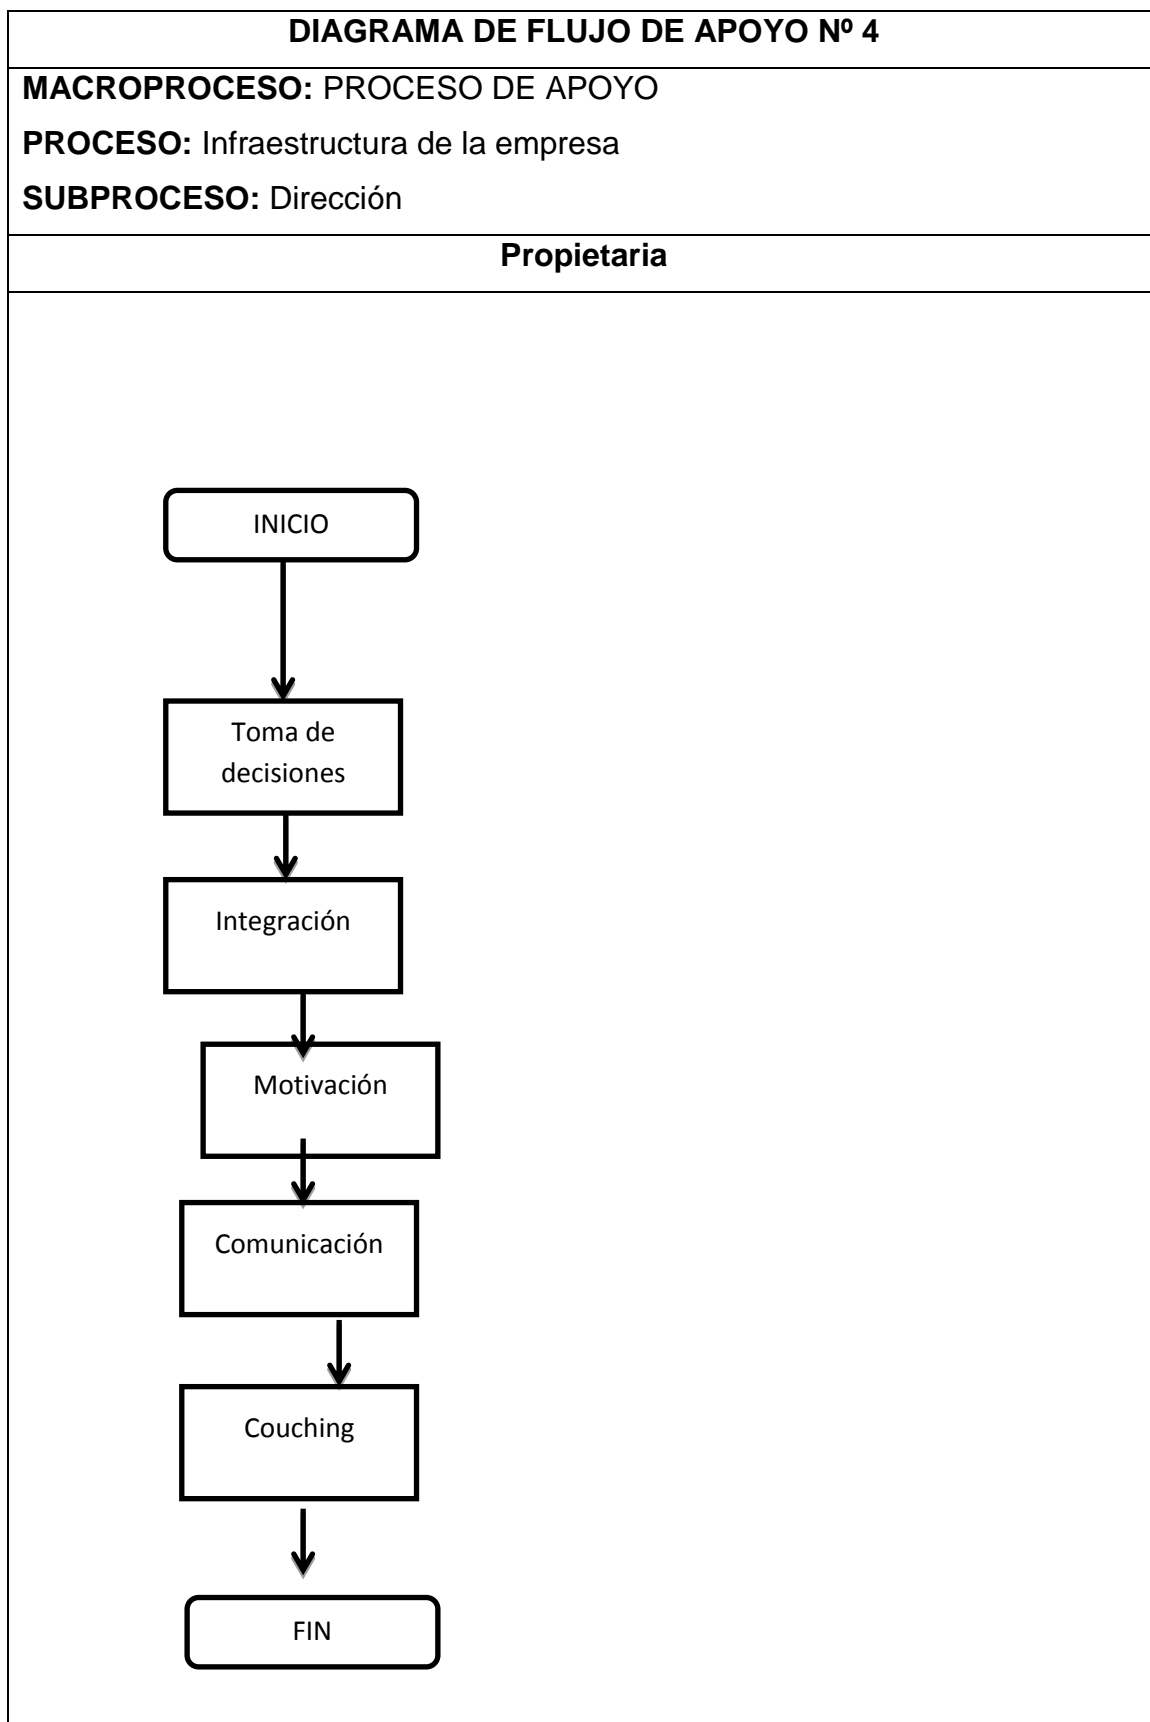 DIAGRAMA DE FLUJO DE APOYO Nº 4
MACROPROCESO: PROCESO DE APOYO
PROCESO: Infraestructura de la empresa
SUBPROCESO: Dirección
Propietaria
INICIO
Toma de
decisiones
Integración
Motivación
Comunicación
Couching
FIN